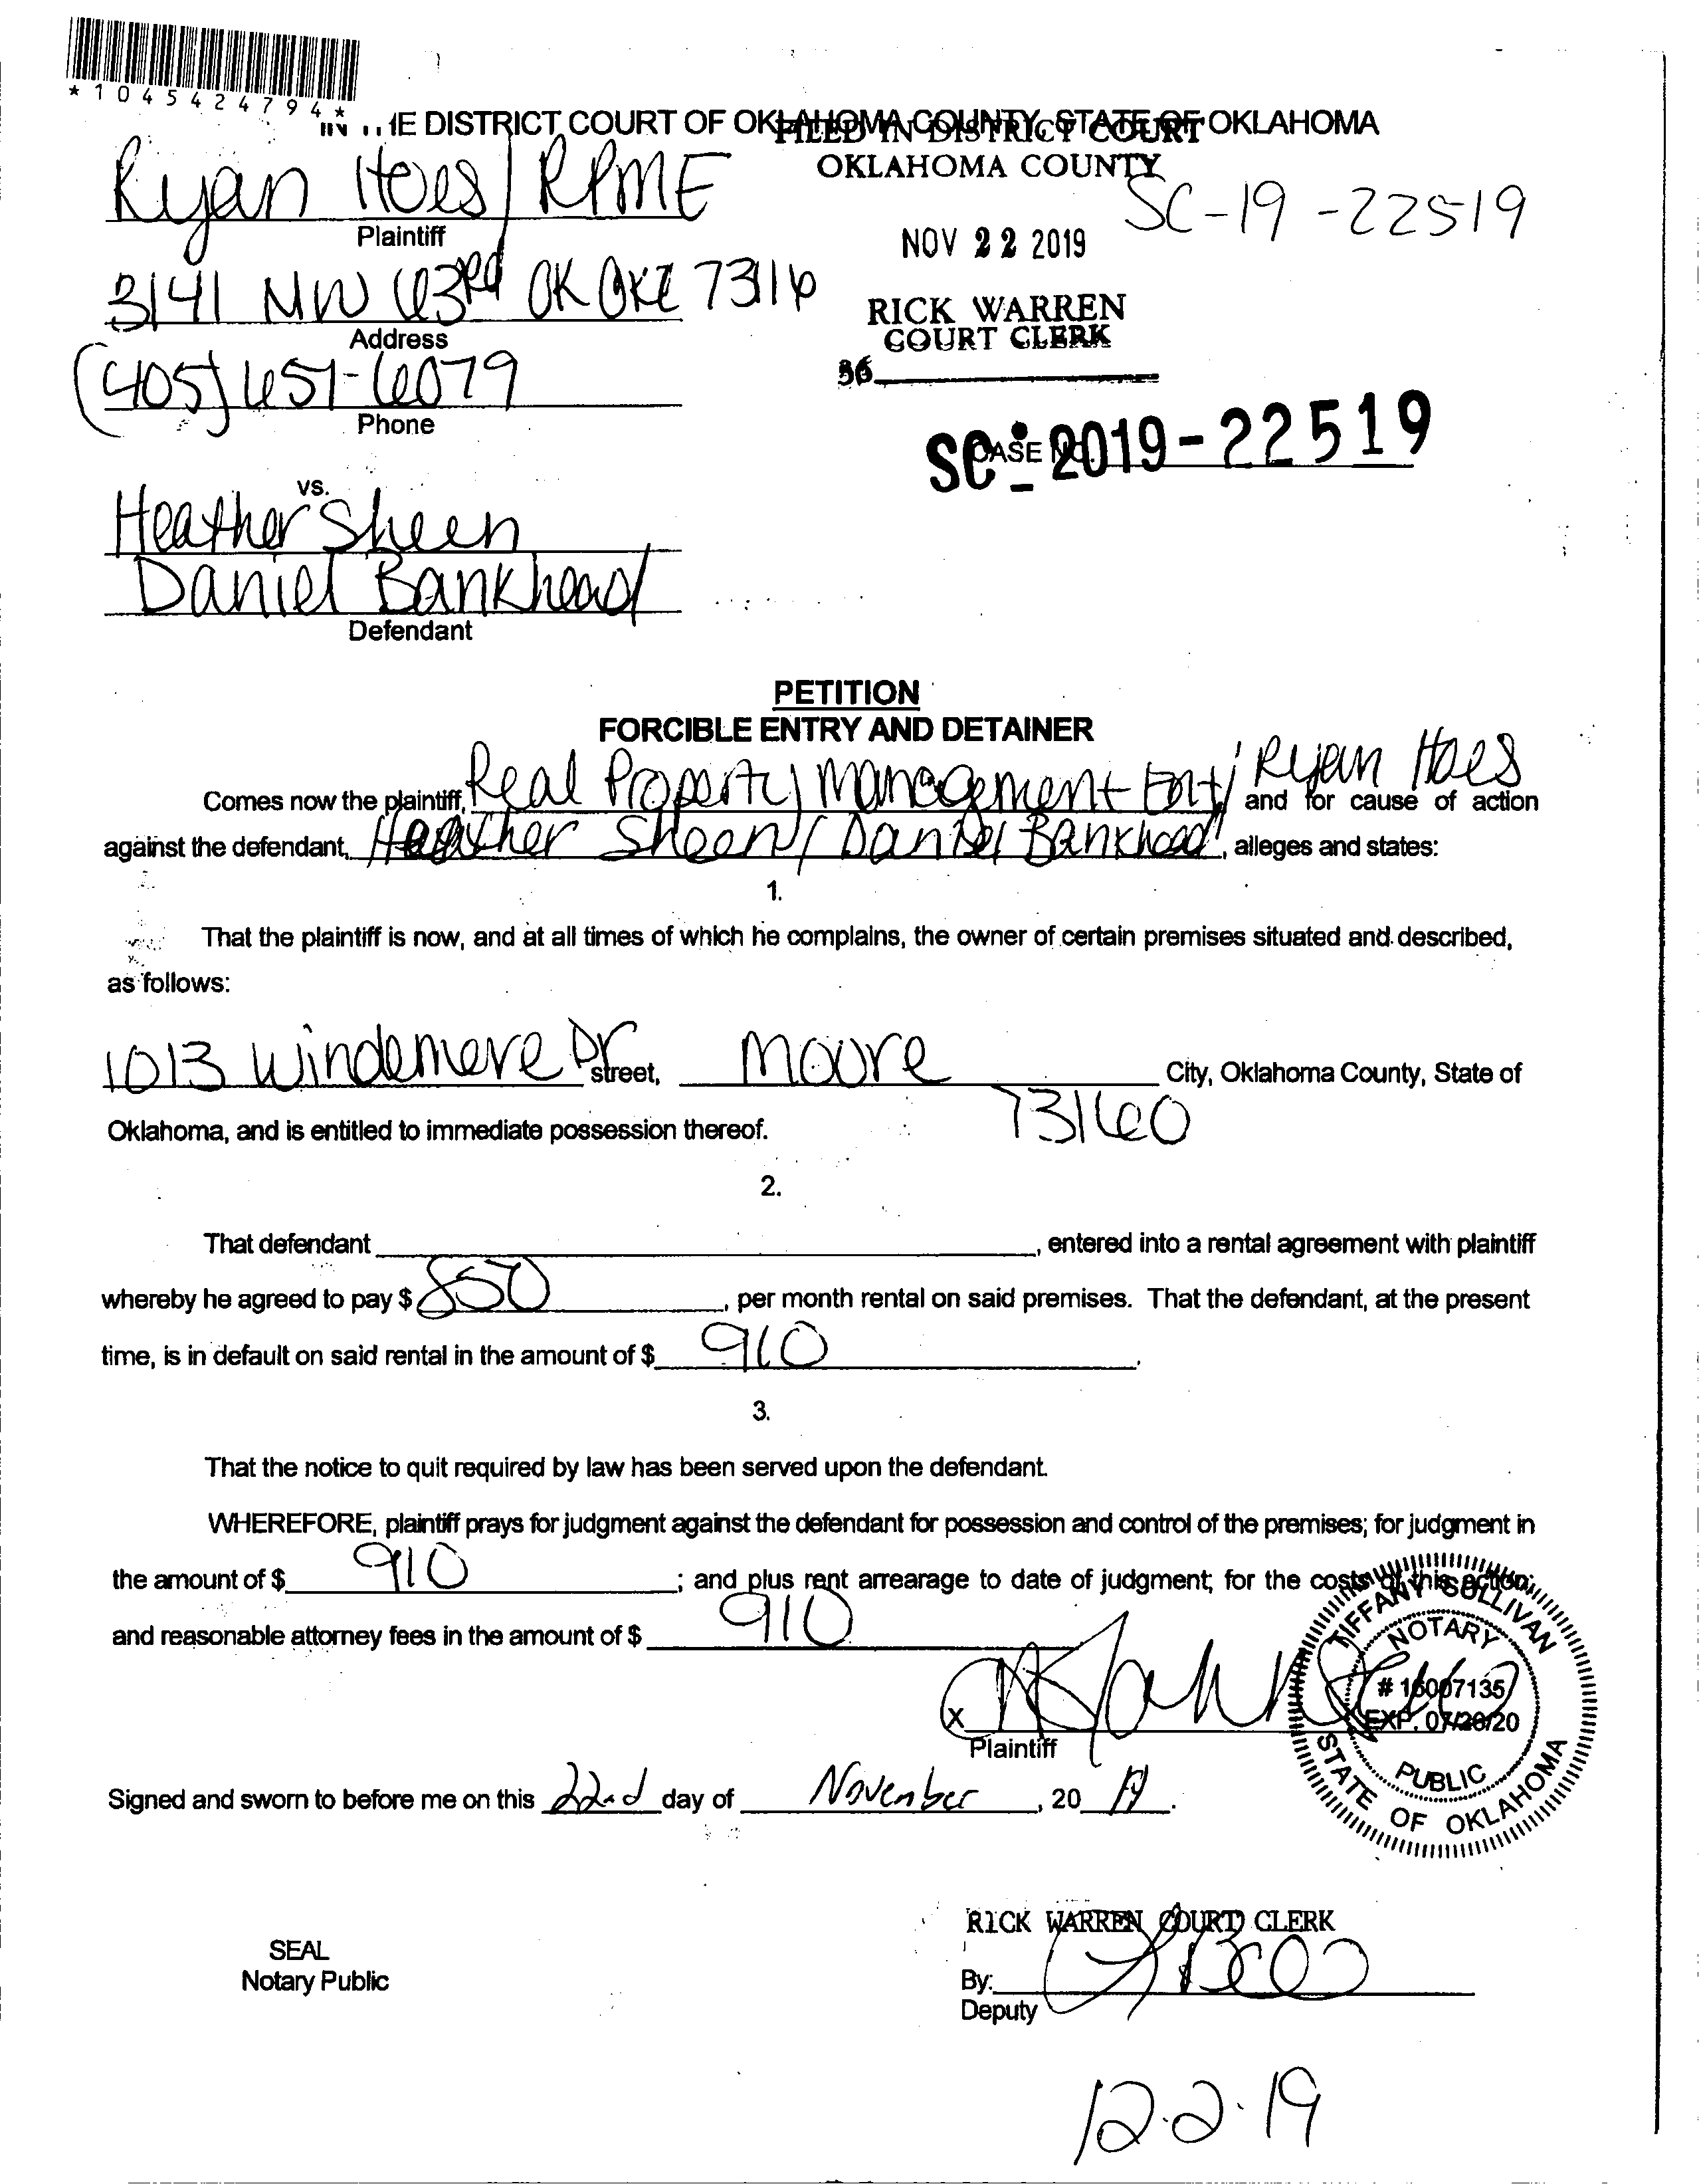 *1045424794*
IN THE DISTRICT COURT OF OKLAHOMA COUNTY, STATE OF OKLAHOMA
FILED IN DISTRICT COURT
OKLAHOMA COUNTY
Ryan Hoes / RPME
Plaintiff
SC-19-22519
NOV 22 2019
3141 NW 63rd OK OKC 73116
Address
RICK WARREN
COURT CLERK
(405) 651-6079
Phone
36
SC-2019-22519
CASE NO.
vs.
Heather Sheen
Daniel Bankhead
Defendant
PETITION
FORCIBLE ENTRY AND DETAINER
Comes now the plaintiff, Real Property Management Ent/ Ryan Hoes and for cause of action
against the defendant, Heather Sheen / Daniel Bankhead, alleges and states:
1.
That the plaintiff is now, and at all times of which he complains, the owner of certain premises situated and described,
as follows:
1013 Windemere Dr street, Moore City, Oklahoma County, State of
73160
Oklahoma, and is entitled to immediate possession thereof.
2.
That defendant , entered into a rental agreement with plaintiff
whereby he agreed to pay $ 850 , per month rental on said premises. That the defendant, at the present
time, is in default on said rental in the amount of $ 910 .
3.
That the notice to quit required by law has been served upon the defendant.
WHEREFORE, plaintiff prays for judgment against the defendant for possession and control of the premises; for judgment in
the amount of $ 910 ; and plus rent arrearage to date of judgment; for the costs of this action;
and reasonable attorney fees in the amount of $ 910
X
Plaintiff
TIFFANY SULLIVAN
NOTARY
# 16007135
EXP. 07/26/20
PUBLIC
STATE OF OKLAHOMA
Signed and sworn to before me on this 22nd day of November , 20 19 .
RICK WARREN COURT CLERK
SEAL
Notary Public
By:
Deputy
12-2-19